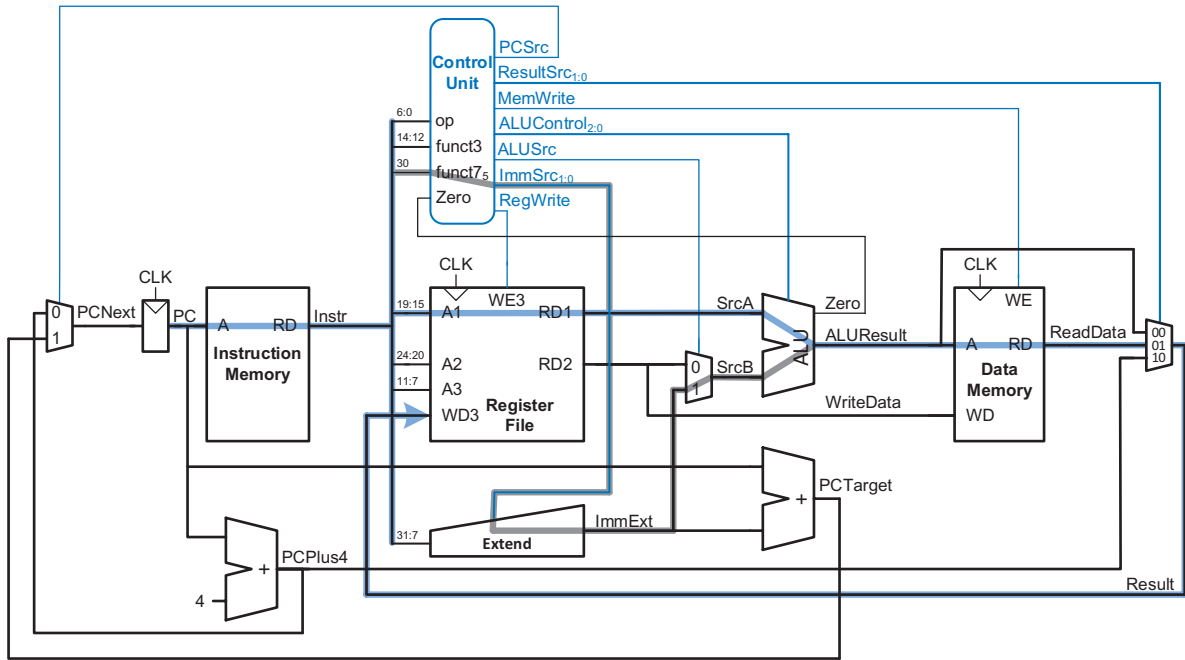 PCSrc
Control
Unit
ResultSrc1:0
MemWrite
6:0
op
ALUControl2:0
14:12
funct3
ALUSrc
30
funct75
ImmSrc1:0
Zero
RegWrite
CLK
CLK
CLK
0
1
PCNext
PC
A
RD
Instr
Instruction
Memory
19:15
A1
WE3
RD1
SrcA
Zero
WE
24:20
A2
RD2
0
1
SrcB
ALU
ALUResult
A
RD
ReadData
00
01
10
11:7
A3
Data
Memory
WD3
Register
File
WriteData
WD
+
PCTarget
31:7
Extend
ImmExt
+
PCPlus4
4
Result